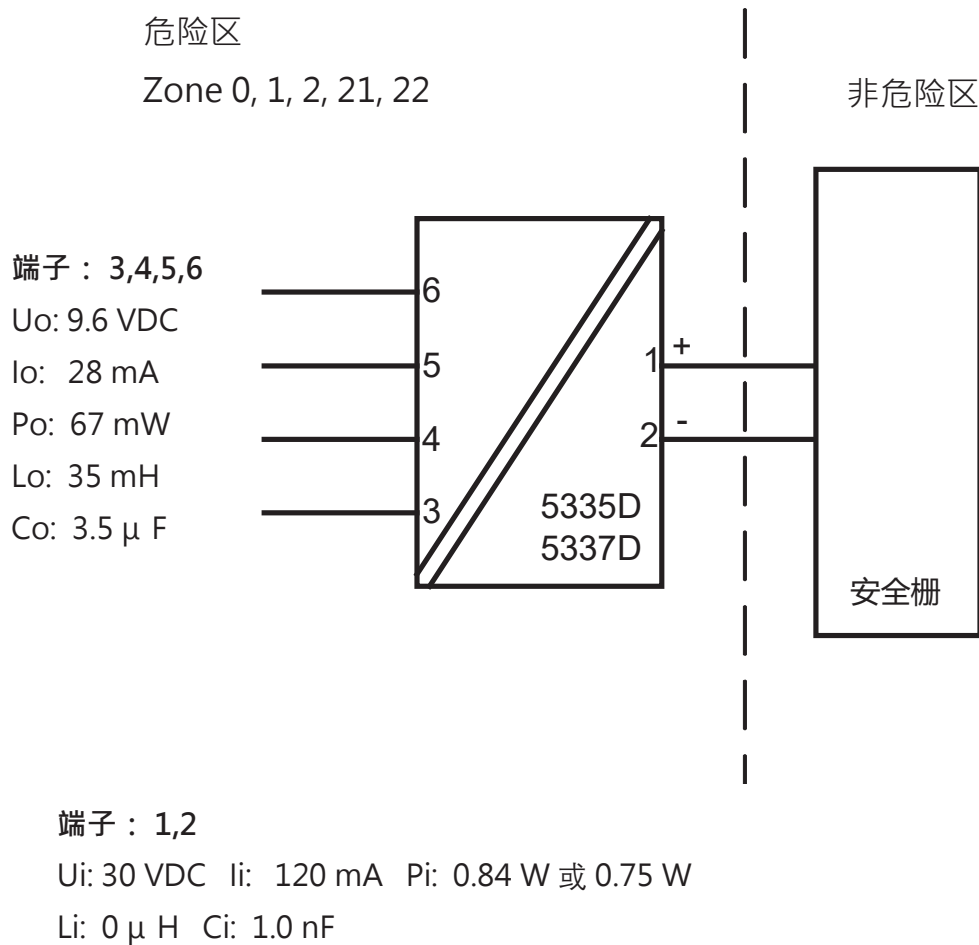 危险区
Zone 0, 1, 2, 21, 22
非危险区
端子： 3,4,5,6
Uo: 9.6 VDC
Io: 28 mA
Po: 67 mW
Lo: 35 mH
Co: 3.5 μ F
6
5
4
3
1 +
2 -
5335D
5337D
安全栅
端子： 1,2
Ui: 30 VDC Ii: 120 mA Pi: 0.84 W 或 0.75 W
Li: 0 μ H Ci: 1.0 nF